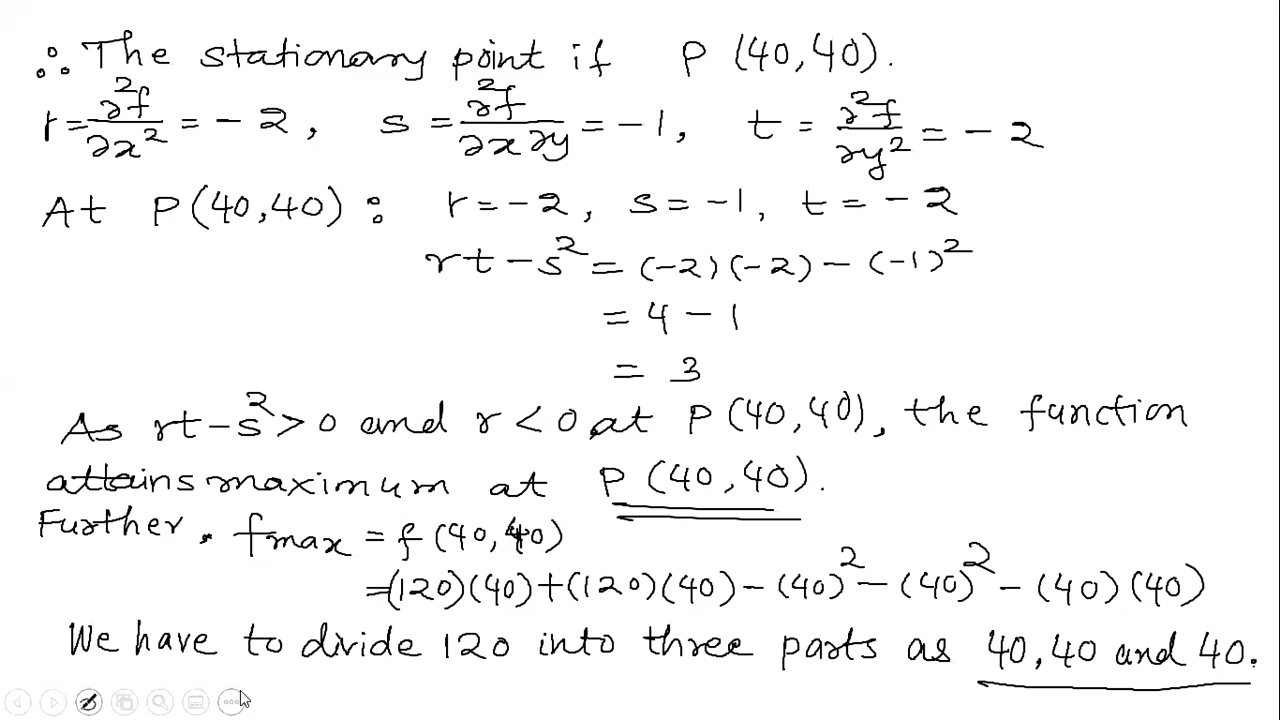 ∴ The stationary point if P (40,40).
r = ∂²f/∂x² = -2, s = ∂²f/∂x∂y = -1, t = ∂²f/∂y² = -2
At P(40,40): r = -2, s = -1, t = -2
rt - s² = (-2)(-2) - (-1)²
= 4 - 1
= 3
As rt - s² > 0 and r < 0 at P (40,40), the function
attains maximum at P (40,40).
Further, fmax = f (40,40)
= (120)(40) + (120)(40) - (40)² - (40)² - (40)(40)
We have to divide 120 into three parts as 40,40 and 40.